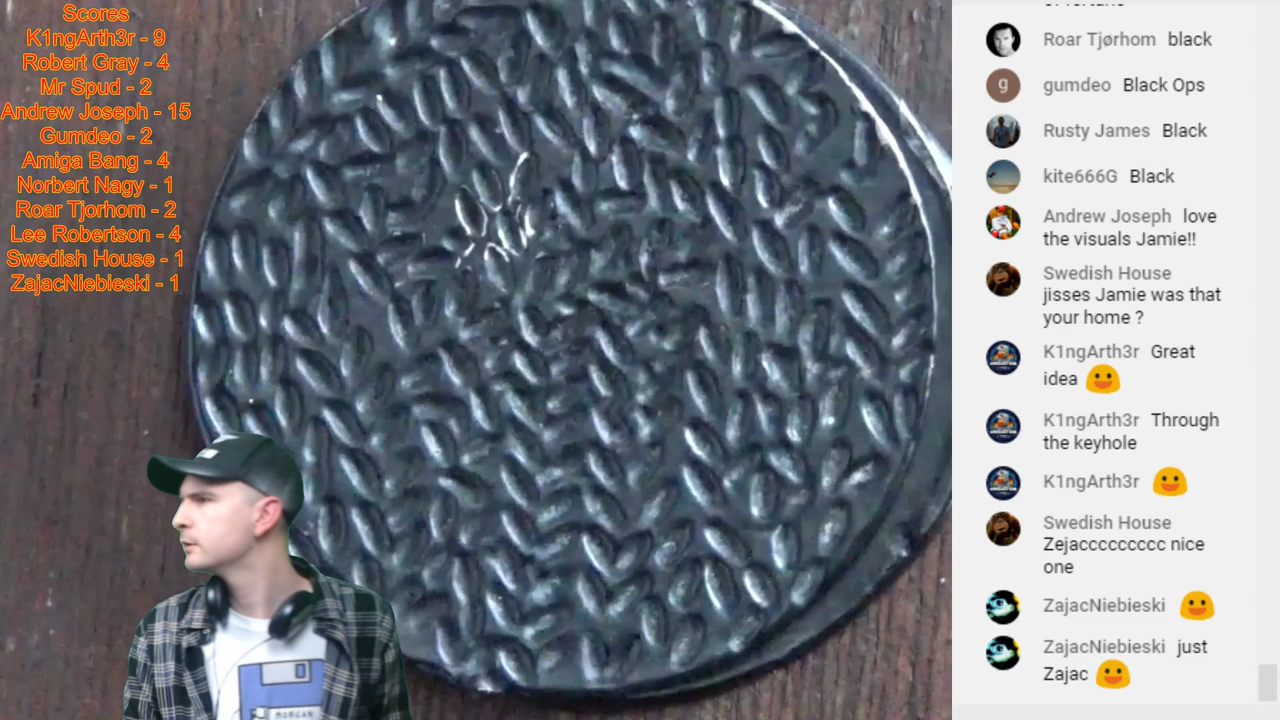 Scores
K1ngArth3r - 9
Robert Gray - 4
Mr Spud - 2
Andrew Joseph - 15
Gumdeo - 2
Amiga Bang - 4
Norbert Nagy - 1
Roar Tjorhom - 2
Lee Robertson - 4
Swedish House - 1
ZajacNiebieski - 1
MORGAN
Roar Tjørhom black
g
gumdeo Black Ops
Rusty James Black
kite666G Black
Andrew Joseph love
the visuals Jamie!!
Swedish House
jisses Jamie was that
your home ?
K1ngArth3r Great
idea
K1ngArth3r Through
the keyhole
K1ngArth3r
Swedish House
Zejaccccccccc nice
one
ZajacNiebieski
ZajacNiebieski just
Zajac